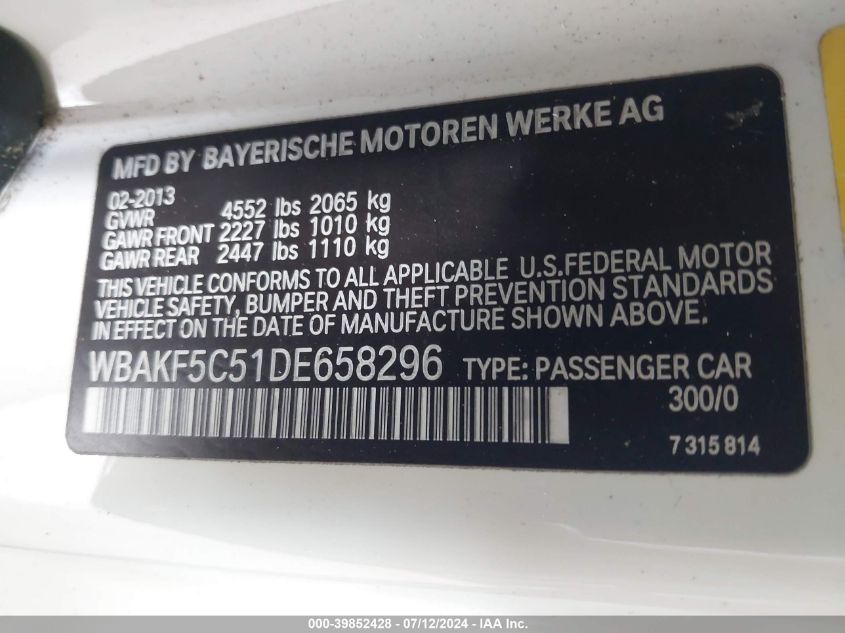 MFD BY BAYERISCHE MOTOREN WERKE AG
02-2013
GVWR 4552 lbs 2065 kg
GAWR FRONT 2227 lbs 1010 kg
GAWR REAR 2447 lbs 1110 kg
THIS VEHICLE CONFORMS TO ALL APPLICABLE U.S.FEDERAL MOTOR
VEHICLE SAFETY, BUMPER AND THEFT PREVENTION STANDARDS
IN EFFECT ON THE DATE OF MANUFACTURE SHOWN ABOVE.
WBAKF5C51DE658296 TYPE: PASSENGER CAR
300/0
7 315 814
000-39852428 - 07/12/2024 - IAA Inc.